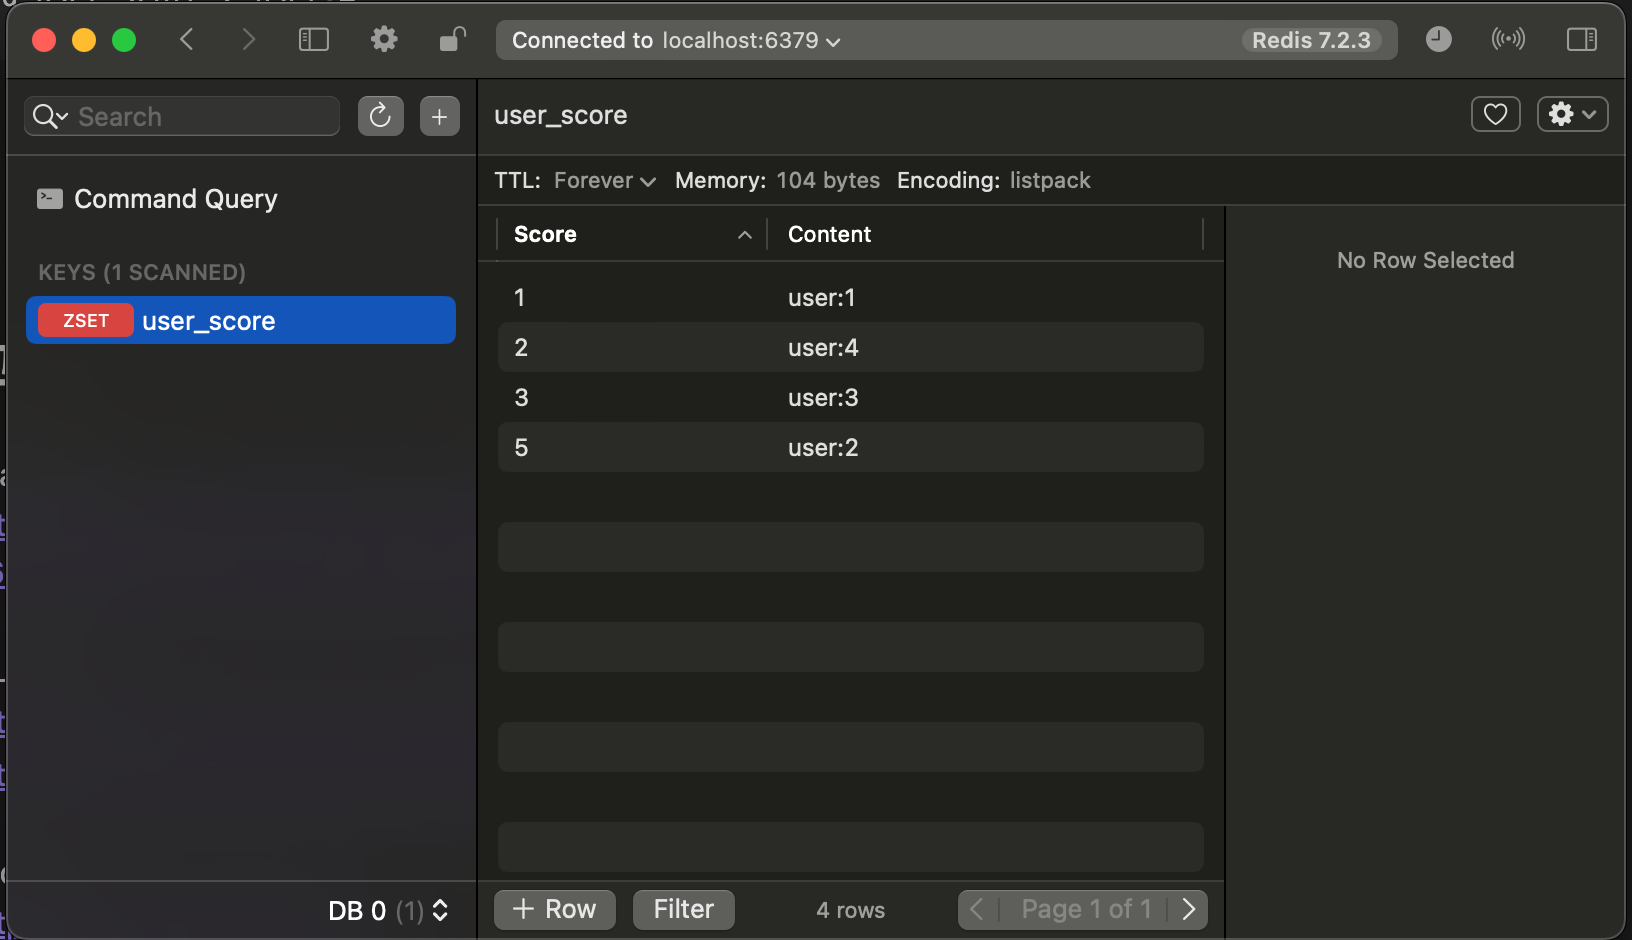 Connected to localhost:6379
Redis 7.2.3
Search
Command Query
KEYS (1 SCANNED)
ZSET user_score
DB 0 (1)
user_score
TTL: Forever Memory: 104 bytes Encoding: listpack
Score Content
1 user:1
2 user:4
3 user:3
5 user:2
+ Row Filter 4 rows Page 1 of 1
No Row Selected